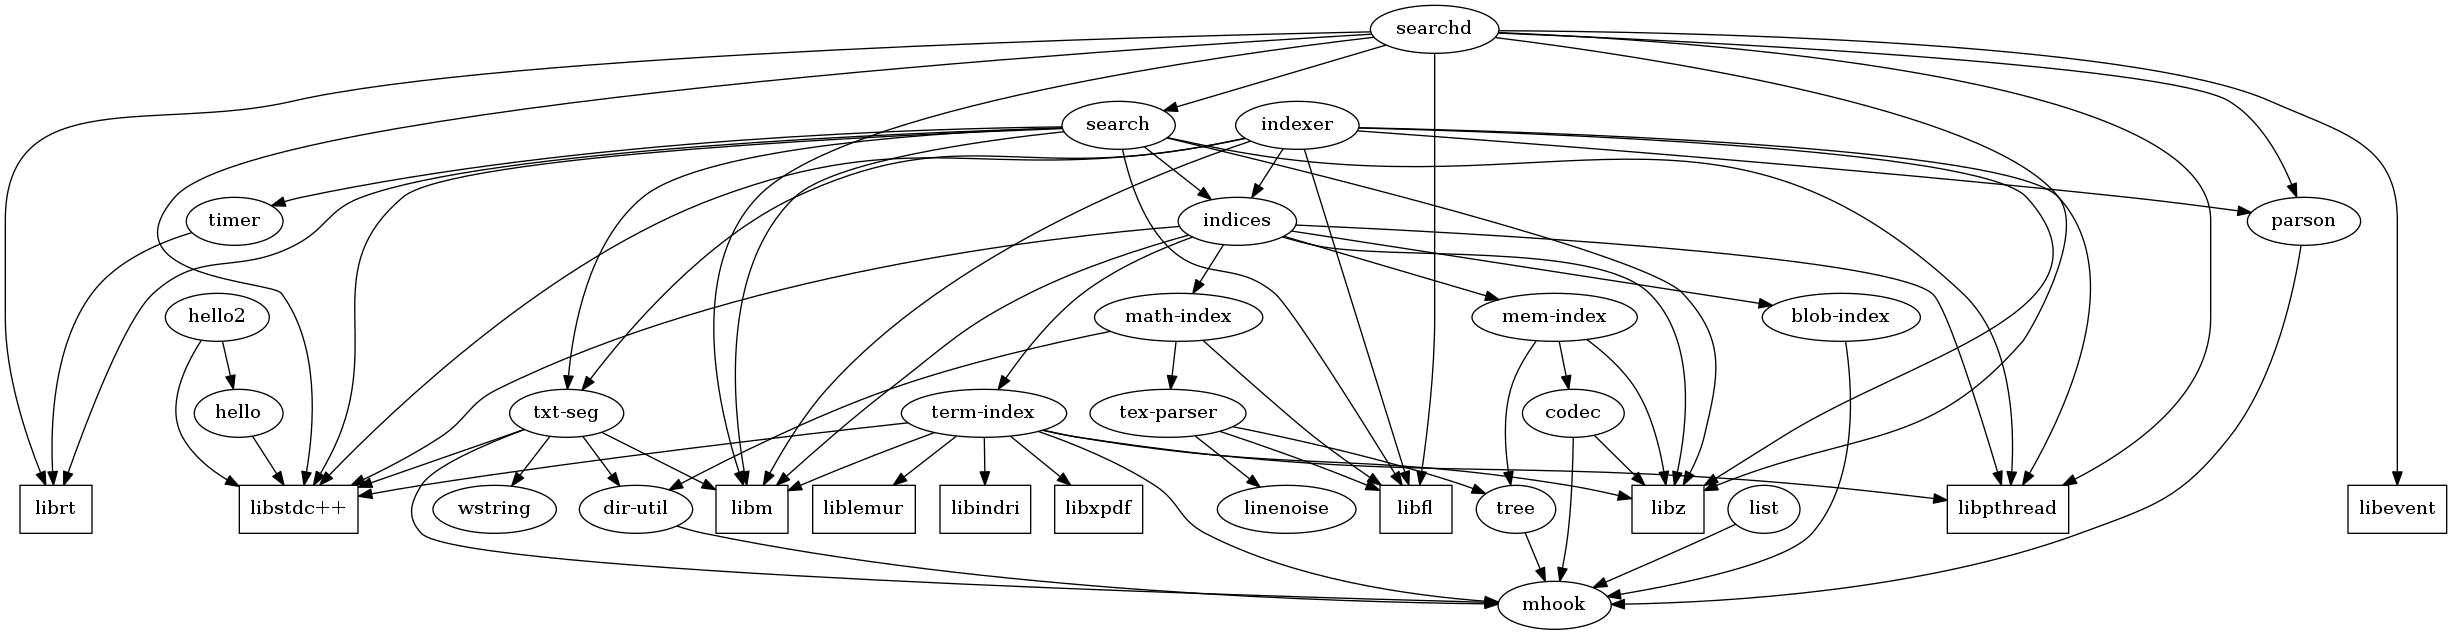 searchd
search
indexer
timer
indices
parson
hello2
math-index
mem-index
blob-index
hello
txt-seg
term-index
tex-parser
codec
librt
libstdc++
wstring
dir-util
libm
liblemur
libindri
libxpdf
linenoise
libfl
tree
libz
list
libpthread
libevent
mhook